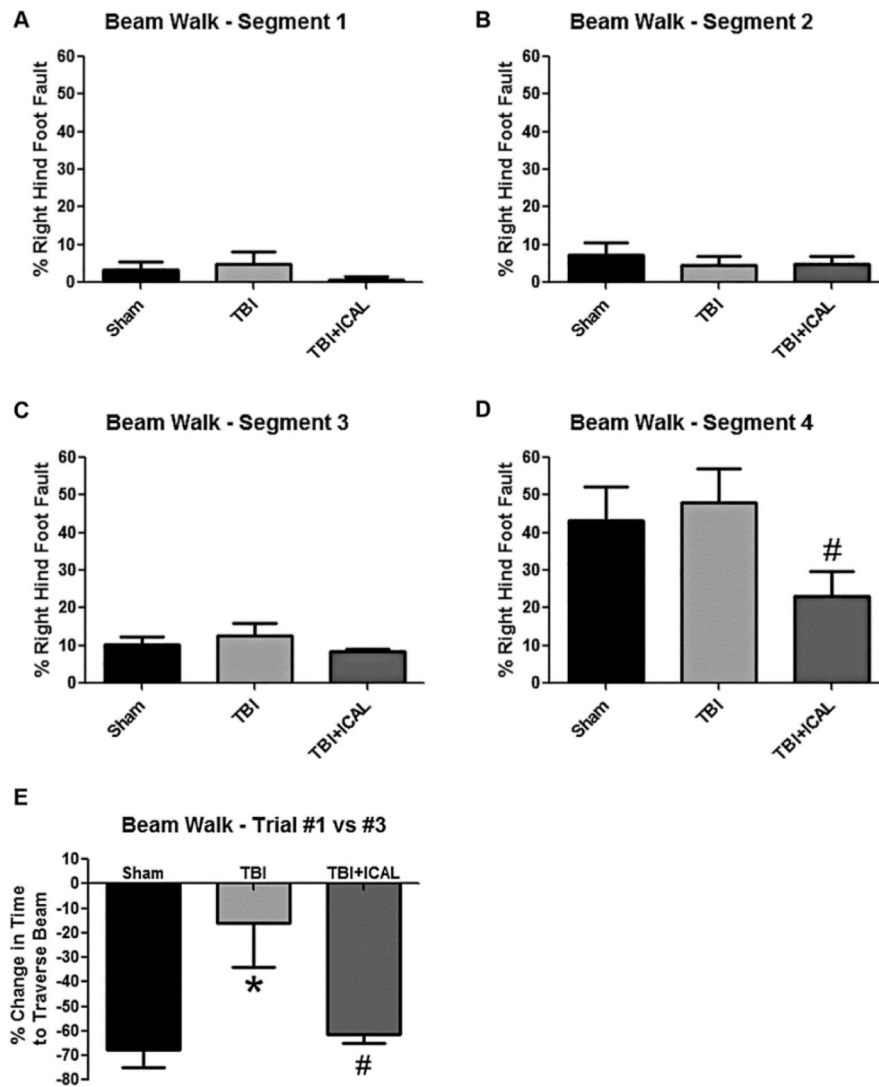 A
Beam Walk - Segment 1
% Right Hind Foot Fault
60
50
40
30
20
10
0
Sham
TBI
TBI+ICAL
B
Beam Walk - Segment 2
% Right Hind Foot Fault
60
50
40
30
20
10
0
Sham
TBI
TBI+ICAL
C
Beam Walk - Segment 3
% Right Hind Foot Fault
60
50
40
30
20
10
0
Sham
TBI
TBI+ICAL
D
Beam Walk - Segment 4
% Right Hind Foot Fault
60
50
40
30
20
10
0
#
Sham
TBI
TBI+ICAL
E
Beam Walk - Trial #1 vs #3
% Change in Time
to Traverse Beam
10
0
-10
-20
-30
-40
-50
-60
-70
-80
Sham
TBI
TBI+ICAL
*
#